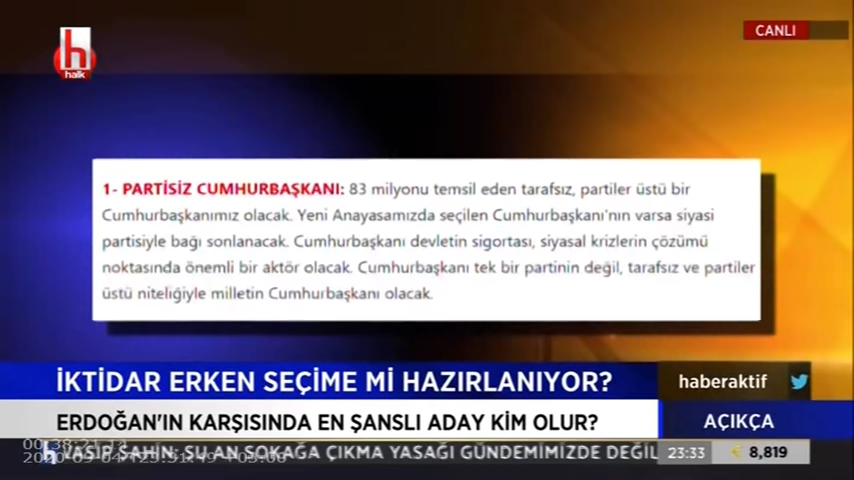 h
halk
CANLI
1- PARTİSİZ CUMHURBAŞKANI: 83 milyonu temsil eden tarafsız, partiler üstü bir
Cumhurbaşkanımız olacak. Yeni Anayasamızda seçilen Cumhurbaşkanı'nın varsa siyasi
partisiyle bağı sonlanacak. Cumhurbaşkanı devletin sigortası, siyasal krizlerin çözümü
noktasında önemli bir aktör olacak. Cumhurbaşkanı tek bir partinin değil, tarafsız ve partiler
üstü niteliğiyle milletin Cumhurbaşkanı olacak.
İKTİDAR ERKEN SEÇİME Mİ HAZIRLANIYOR?
haberaktif
ERDOĞAN'IN KARŞISINDA EN ŞANSLI ADAY KİM OLUR?
AÇIKÇA
h VASIP ŞAHİN: ŞU AN SOKAĞA ÇIKMA YASAĞI GÜNDEMİMİZDE DEĞİL
23:33
€ 8,819